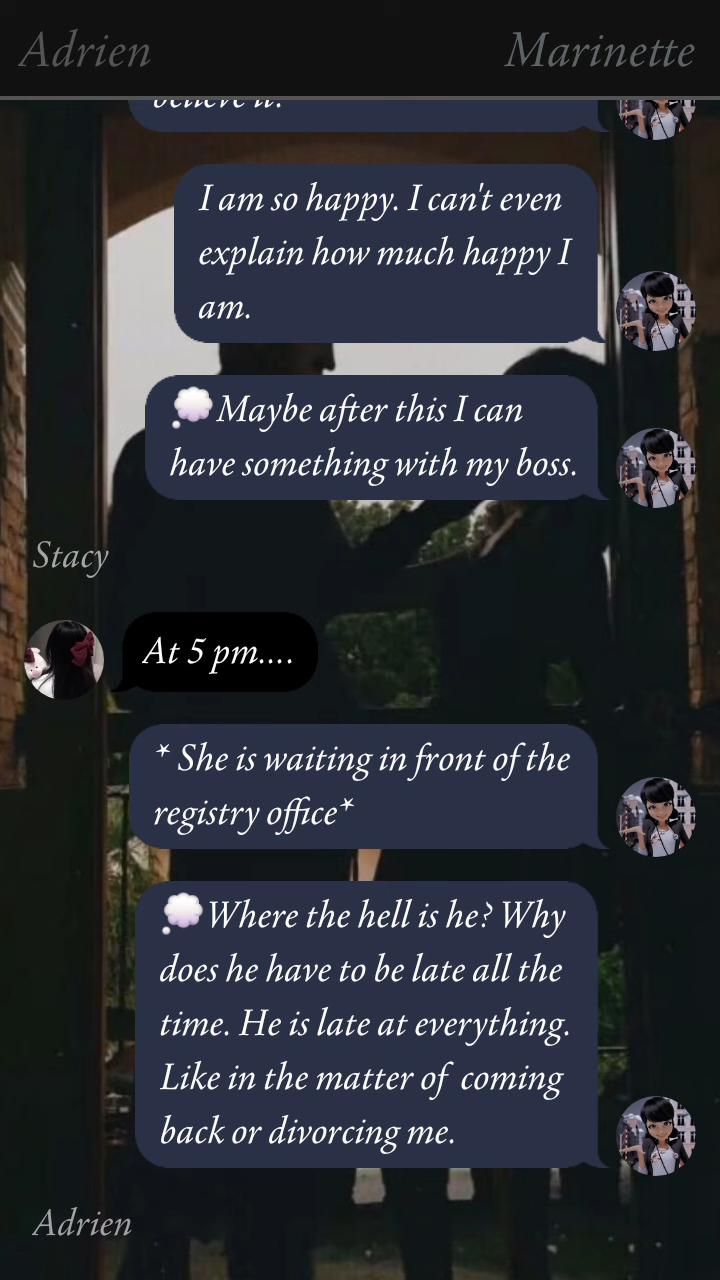 Adrien
Marinette
believe it.
I am so happy. I can't even
explain how much happy I
am.
💭Maybe after this I can
have something with my boss.
Stacy
At 5 pm....
* She is waiting in front of the
registry office*
💭Where the hell is he? Why
does he have to be late all the
time. He is late at everything.
Like in the matter of coming
back or divorcing me.
Adrien